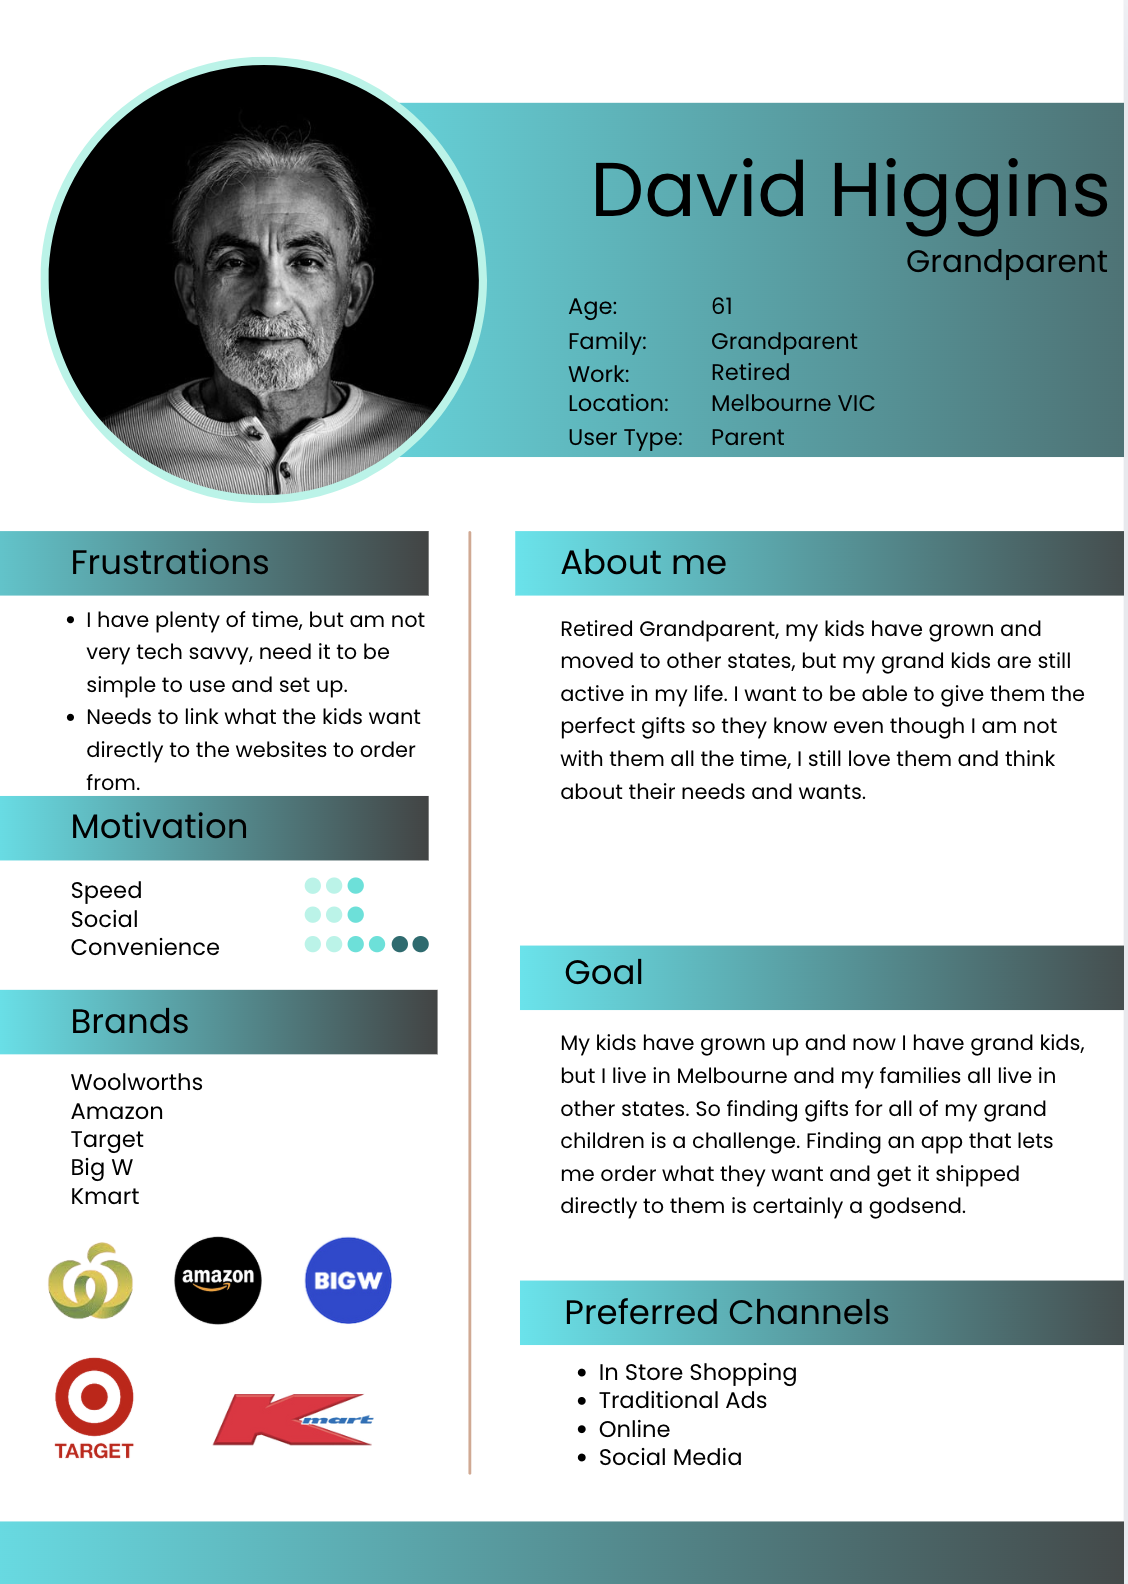 David Higgins
Grandparent
Age: 61
Family: Grandparent
Work: Retired
Location: Melbourne VIC
User Type: Parent
Frustrations
• I have plenty of time, but am not
very tech savvy, need it to be
simple to use and set up.
• Needs to link what the kids want
directly to the websites to order
from.
Motivation
Speed
Social
Convenience
Brands
Woolworths
Amazon
Target
Big W
Kmart
amazon
BIGW
TARGET
Kmart
About me
Retired Grandparent, my kids have grown and
moved to other states, but my grand kids are still
active in my life. I want to be able to give them the
perfect gifts so they know even though I am not
with them all the time, I still love them and think
about their needs and wants.
Goal
My kids have grown up and now I have grand kids,
but I live in Melbourne and my families all live in
other states. So finding gifts for all of my grand
children is a challenge. Finding an app that lets
me order what they want and get it shipped
directly to them is certainly a godsend.
Preferred Channels
• In Store Shopping
• Traditional Ads
• Online
• Social Media